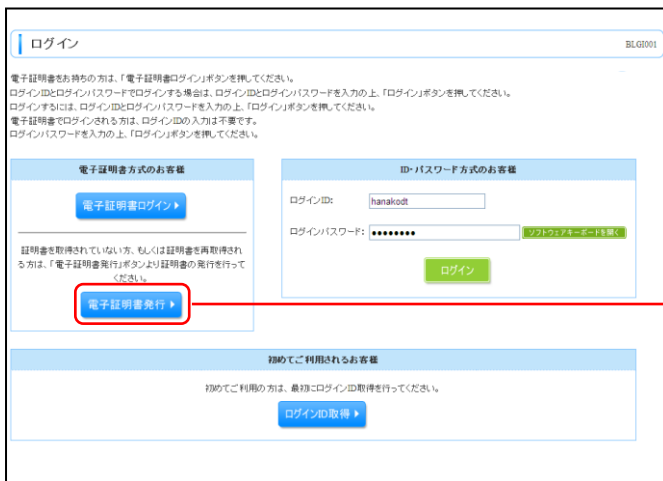 ログイン
BLGI001
電子証明書をお持ちの方は、「電子証明書ログイン」ボタンを押してください。
ログインIDとログインパスワードでログインする場合は、ログインIDとログインパスワードを入力の上、「ログイン」ボタンを押してください。
ログインするには、ログインIDとログインパスワードを入力の上、「ログイン」ボタンを押してください。
電子証明書でログインされる方は、ログインIDの入力は不要です。
ログインパスワードを入力の上、「ログイン」ボタンを押してください。
電子証明書方式のお客様
電子証明書ログイン
証明書を取得されていない方、もしくは証明書を再取得され
る方は、「電子証明書発行」ボタンより証明書の発行を行って
ください。
電子証明書発行
ID・パスワード方式のお客様
ログインID:
hanakodt
ログインパスワード:
●●●●●●●●
ソフトウェアキーボードを開く
ログイン
初めてご利用されるお客様
初めてご利用の方は、最初にログインID取得を行ってください。
ログインID取得